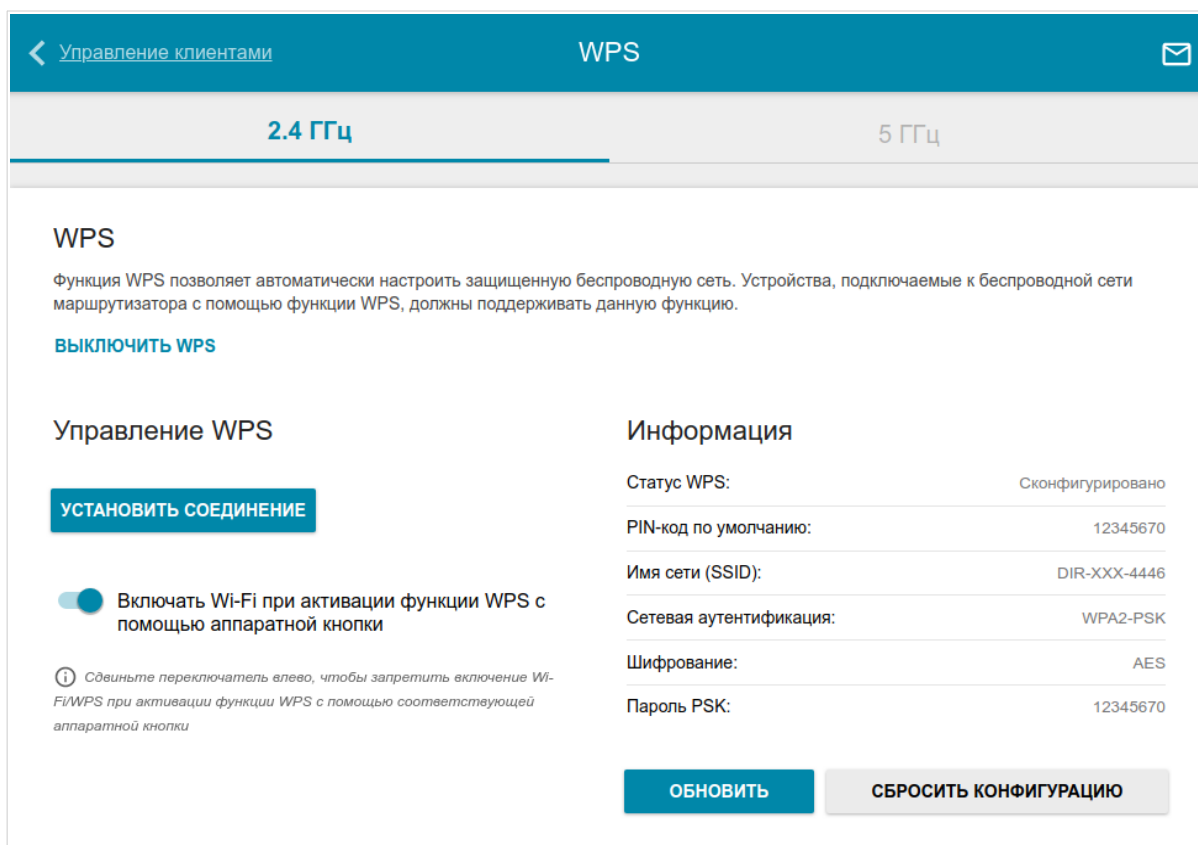 Управление клиентами
WPS
2.4 ГГц
5 ГГц
WPS
Функция WPS позволяет автоматически настроить защищенную беспроводную сеть. Устройства, подключаемые к беспроводной сети
маршрутизатора с помощью функции WPS, должны поддерживать данную функцию.
ВЫКЛЮЧИТЬ WPS
Управление WPS
УСТАНОВИТЬ СОЕДИНЕНИЕ
Включать Wi-Fi при активации функции WPS с
помощью аппаратной кнопки
Сдвиньте переключатель влево, чтобы запретить включение Wi-
Fi/WPS при активации функции WPS с помощью соответствующей
аппаратной кнопки
Информация
Статус WPS: Сконфигурировано
PIN-код по умолчанию: 12345670
Имя сети (SSID): DIR-XXX-4446
Сетевая аутентификация: WPA2-PSK
Шифрование: AES
Пароль PSK: 12345670
ОБНОВИТЬ
СБРОСИТЬ КОНФИГУРАЦИЮ